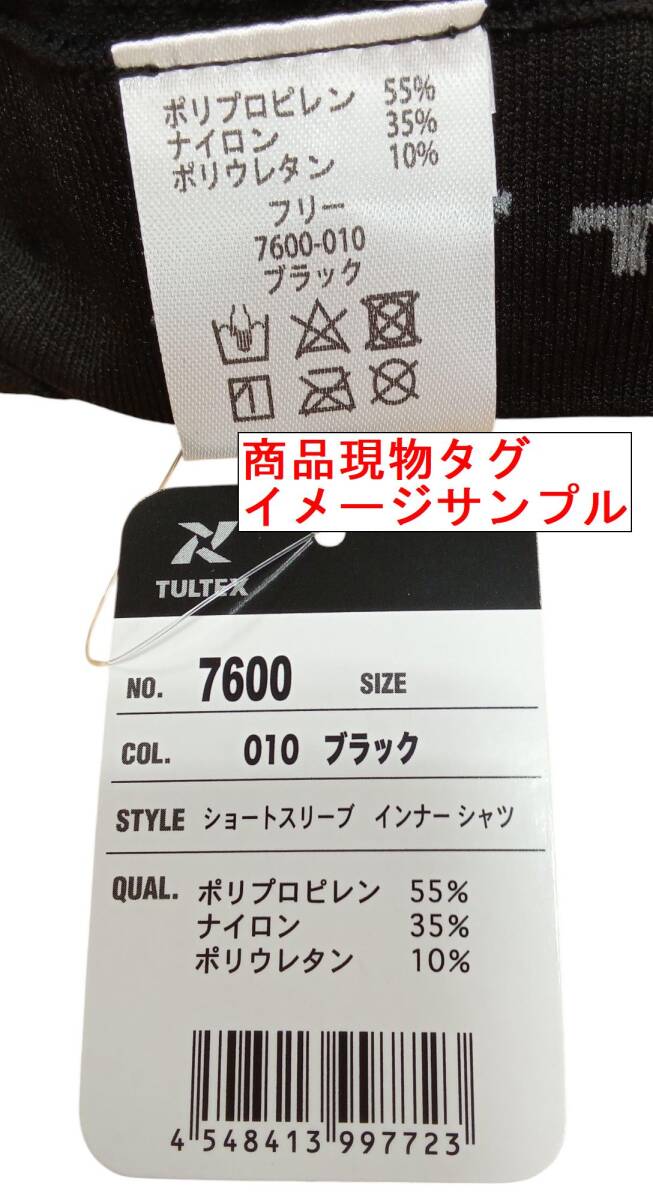 ポリプロピレン 55%
ナイロン 35%
ポリウレタン 10%
フリー
7600-010
ブラック
商品現物タグ
イメージサンプル
TULTEX
NO. 7600 SIZE
COL. 010 ブラック
STYLE ショートスリーブ インナーシャツ
QUAL. ポリプロピレン 55%
ナイロン 35%
ポリウレタン 10%
4 548413 997723